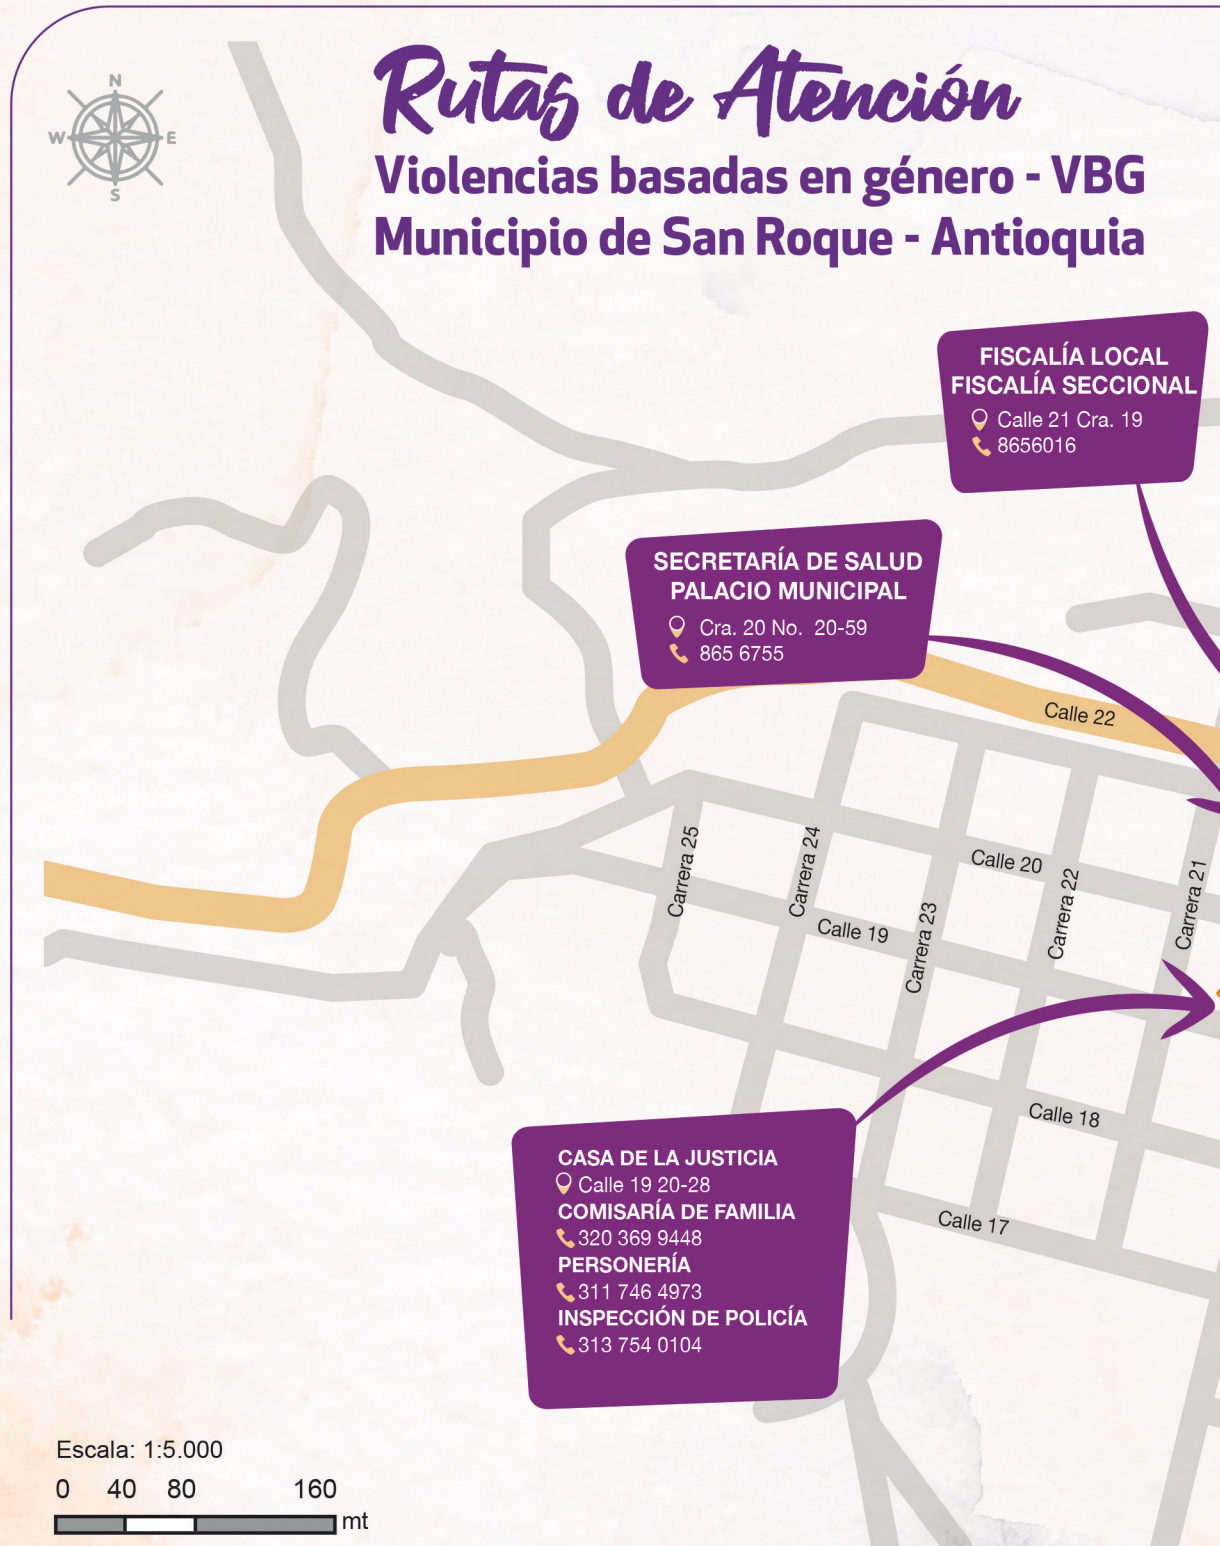 Rutas de Atención
Violencias basadas en género - VBG
Municipio de San Roque - Antioquia
N
W
E
S
FISCALÍA LOCAL
FISCALÍA SECCIONAL
Calle 21 Cra. 19
8656016
SECRETARÍA DE SALUD
PALACIO MUNICIPAL
Cra. 20 No. 20-59
865 6755
Calle 22
Carrera 25
Carrera 24
Calle 20
Carrera 22
Carrera 21
Calle 19
Carrera 23
Calle 18
Calle 17
CASA DE LA JUSTICIA
Calle 19 20-28
COMISARÍA DE FAMILIA
320 369 9448
PERSONERÍA
311 746 4973
INSPECCIÓN DE POLICÍA
313 754 0104
Escala: 1:5.000
0 40 80 160
mt